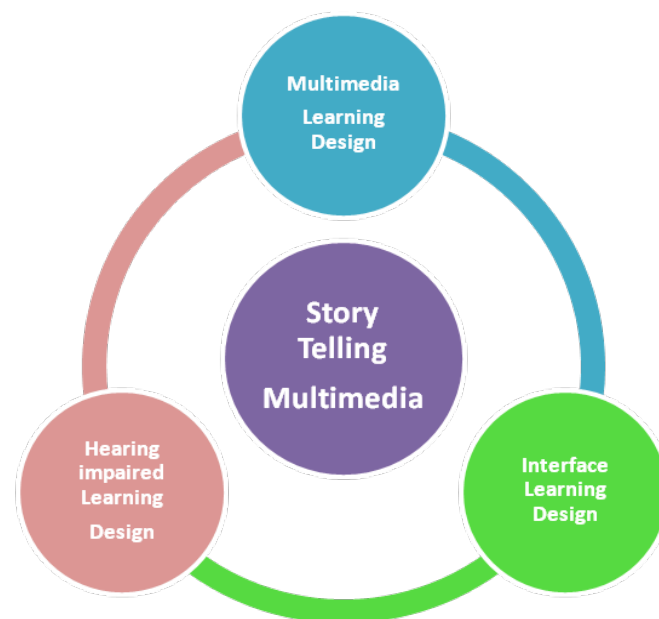 Multimedia
Learning
Design
Story
Telling
Multimedia
Hearing
impaired
Learning
Design
Interface
Learning
Design